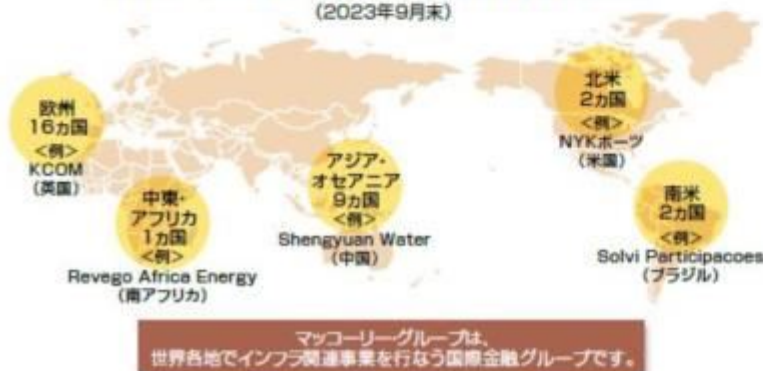 (2023年9月末)
欧州
16ヵ国
<例>
KCOM
(英国)
中東・
アフリカ
1ヵ国
<例>
Revego Africa Energy
(南アフリカ)
アジア・
オセアニア
9ヵ国
<例>
Shengyuan Water
(中国)
北米
2ヵ国
<例>
NYKポーツ
(米国)
南米
2ヵ国
<例>
Solvi Participacoes
(ブラジル)
マッコーリー・グループは、
世界各地でインフラ関連事業を行なう国際金融グループです。